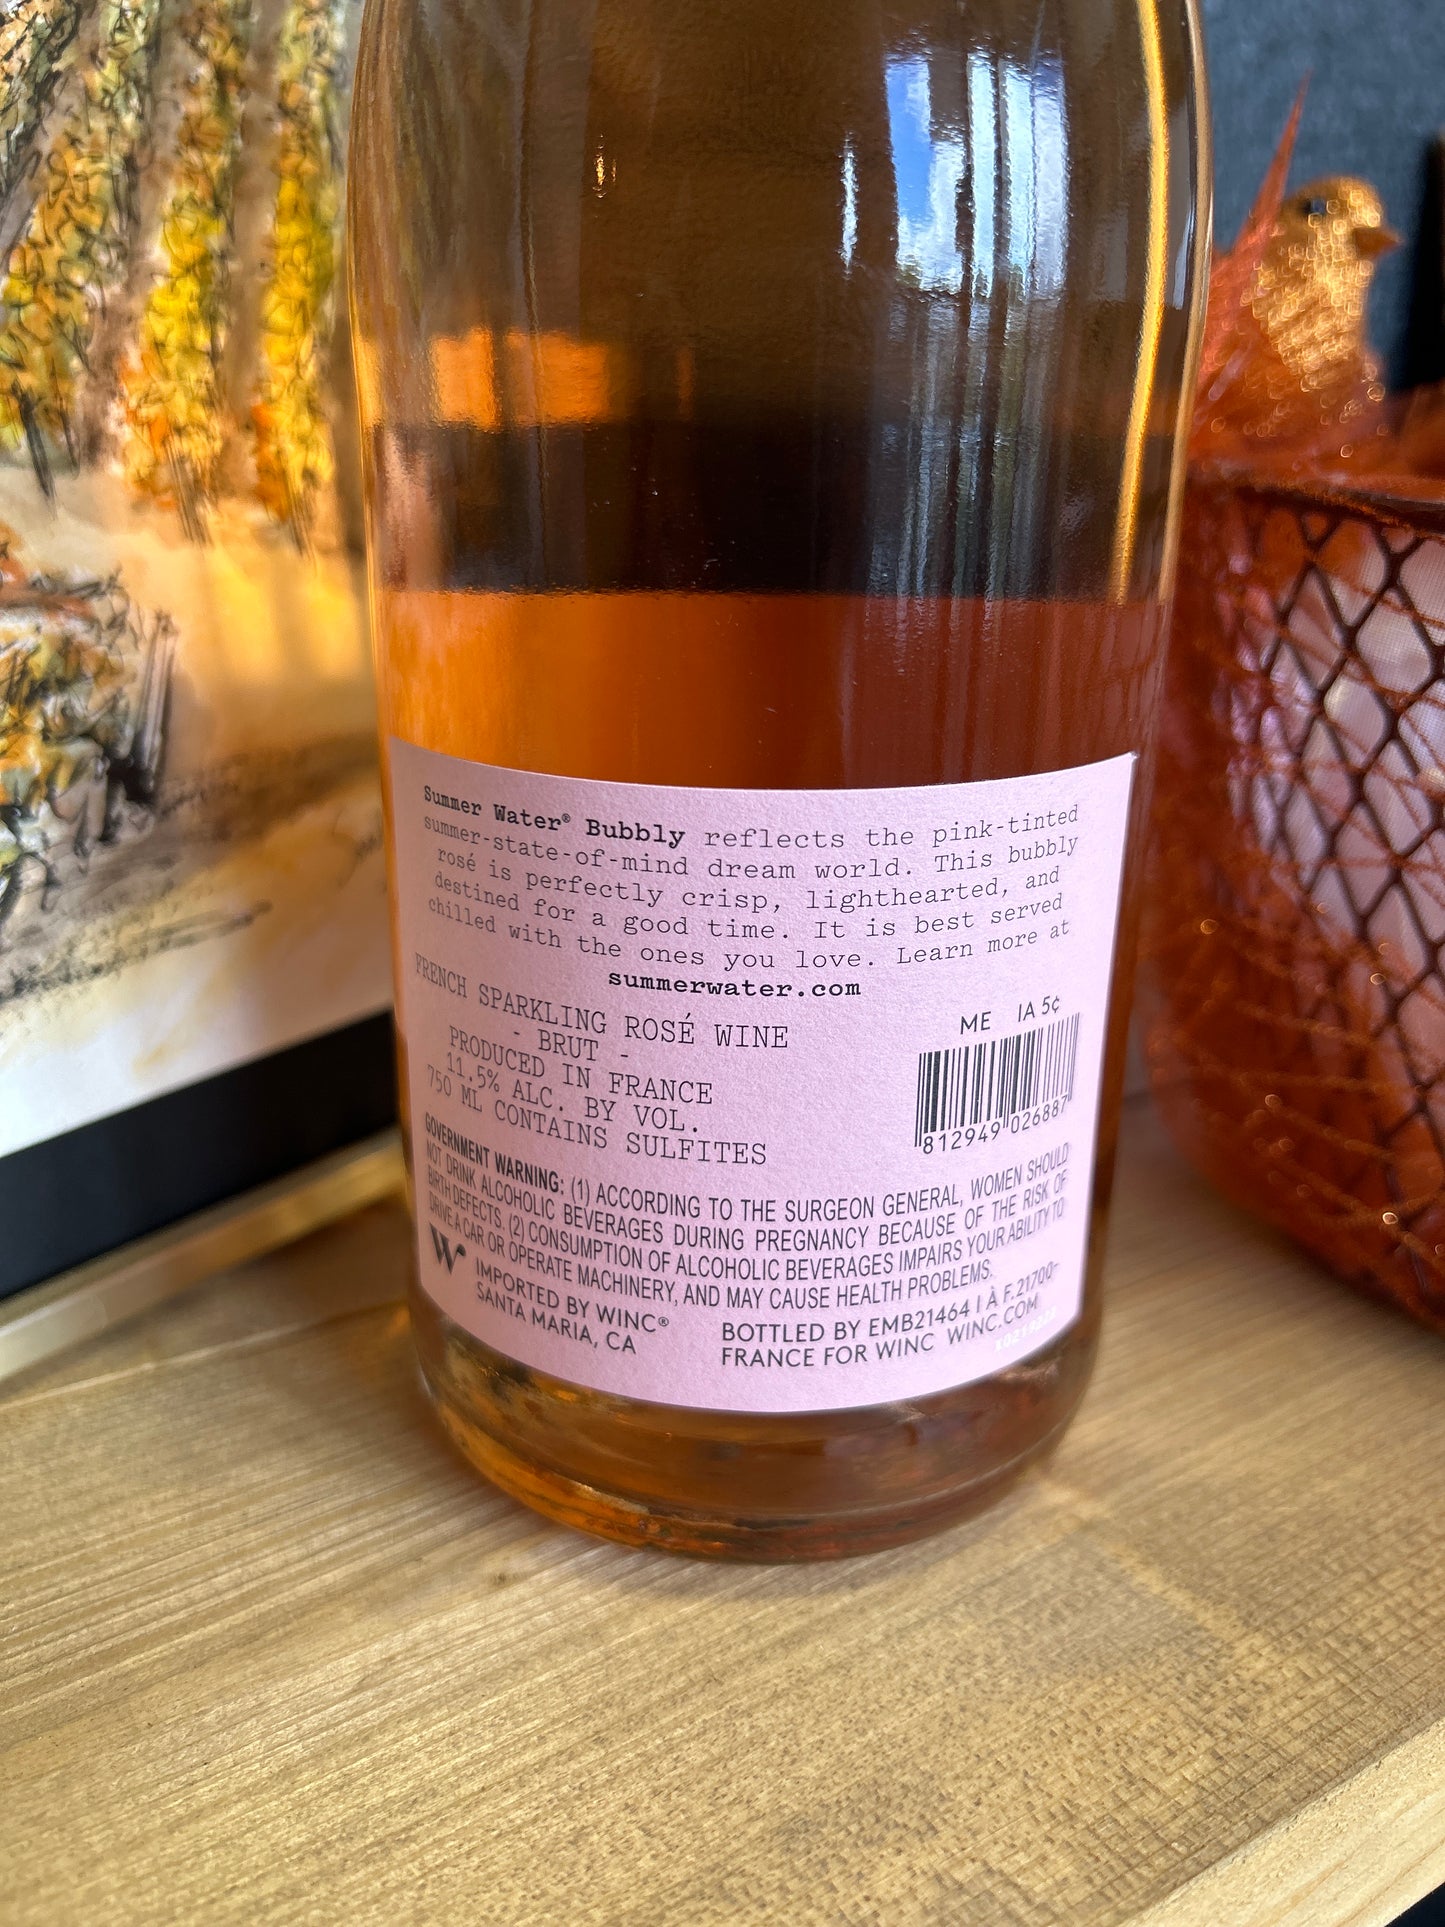 Summer Water® Bubbly reflects the pink-tinted
summer-state-of-mind dream world. This bubbly
rosé is perfectly crisp, lighthearted, and
destined for a good time. It is best served
chilled with the ones you love. Learn more at
summerwater.com
FRENCH SPARKLING ROSÉ WINE
- BRUT -
PRODUCED IN FRANCE
11.5% ALC. BY VOL.
750 ML CONTAINS SULFITES
ME IA 5¢
812949 026887
GOVERNMENT WARNING: (1) ACCORDING TO THE SURGEON GENERAL, WOMEN SHOULD
NOT DRINK ALCOHOLIC BEVERAGES DURING PREGNANCY BECAUSE OF THE RISK OF
BIRTH DEFECTS. (2) CONSUMPTION OF ALCOHOLIC BEVERAGES IMPAIRS YOUR ABILITY TO
DRIVE A CAR OR OPERATE MACHINERY, AND MAY CAUSE HEALTH PROBLEMS.
W
IMPORTED BY WINC®
SANTA MARIA, CA
BOTTLED BY EMB21464 I À F.21700-
FRANCE FOR WINC WINC.COM